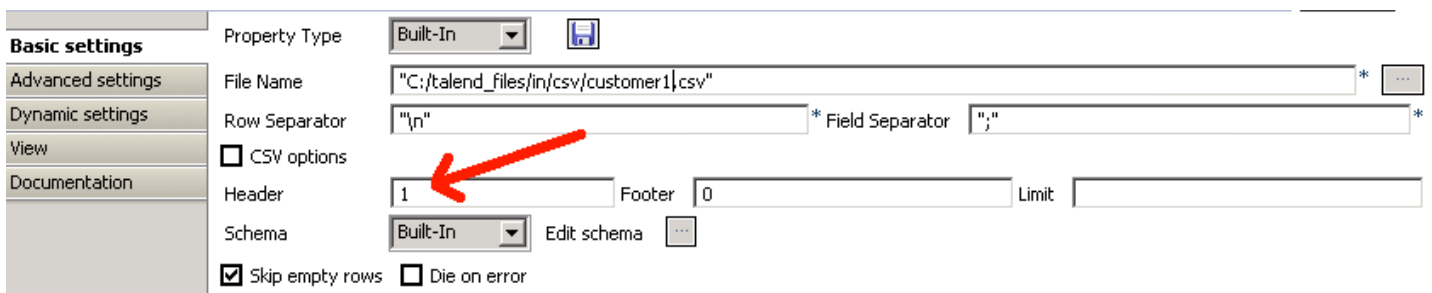 Basic settings
Advanced settings
Dynamic settings
View
Documentation
Property Type Built-In
File Name "C:/talend_files/in/csv/customer1.csv" * ...
Row Separator "\n" * Field Separator ";" *
CSV options
Header 1 Footer 0 Limit
Schema Built-In Edit schema ...
Skip empty rows Die on error